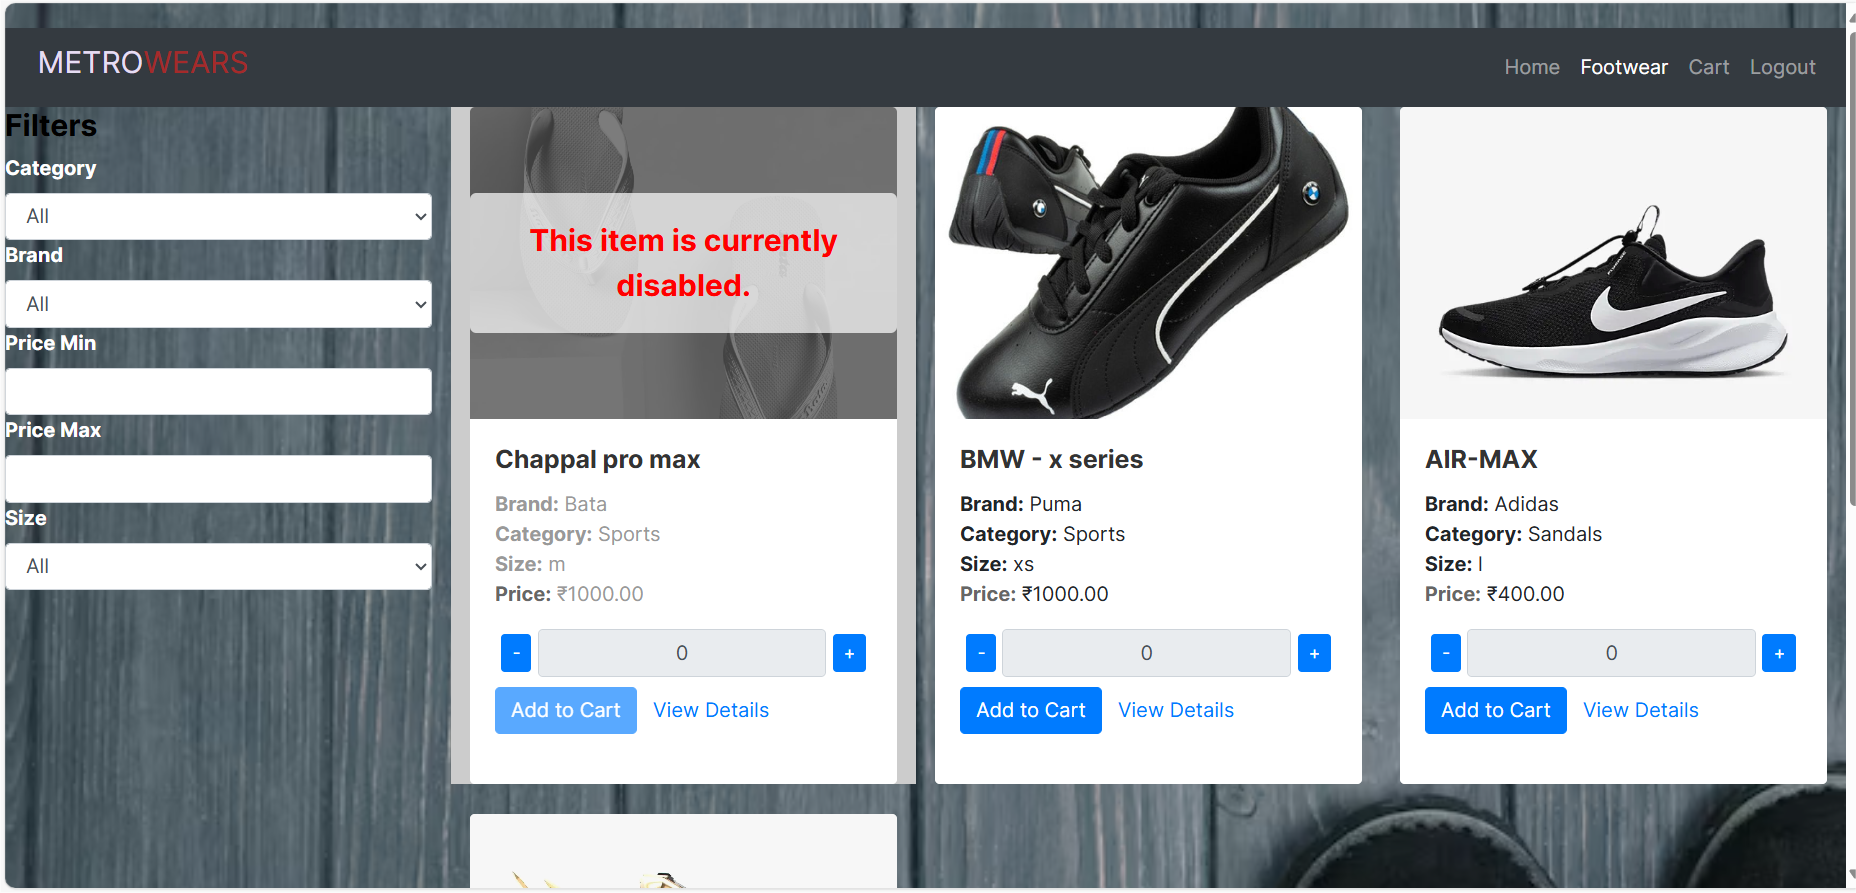 METROWEARS
Home Footwear Cart Logout
Filters
Category
All
Brand
All
Price Min
Price Max
Size
All
This item is currently
disabled.
Chappal pro max
Brand: Bata
Category: Sports
Size: m
Price: ₹1000.00
- 0 +
Add to Cart View Details
BMW - x series
Brand: Puma
Category: Sports
Size: xs
Price: ₹1000.00
- 0 +
Add to Cart View Details
AIR-MAX
Brand: Adidas
Category: Sandals
Size: l
Price: ₹400.00
- 0 +
Add to Cart View Details